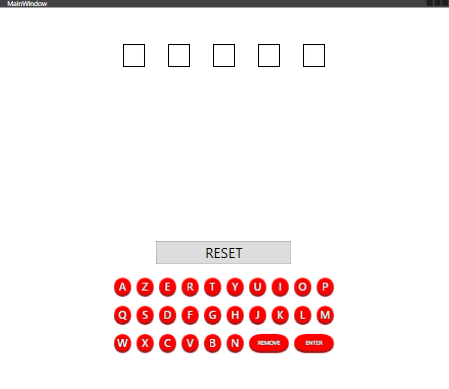 MainWindow
RESET
A Z E R T Y U I O P
Q S D F G H J K L M
W X C V B N REMOVE ENTER